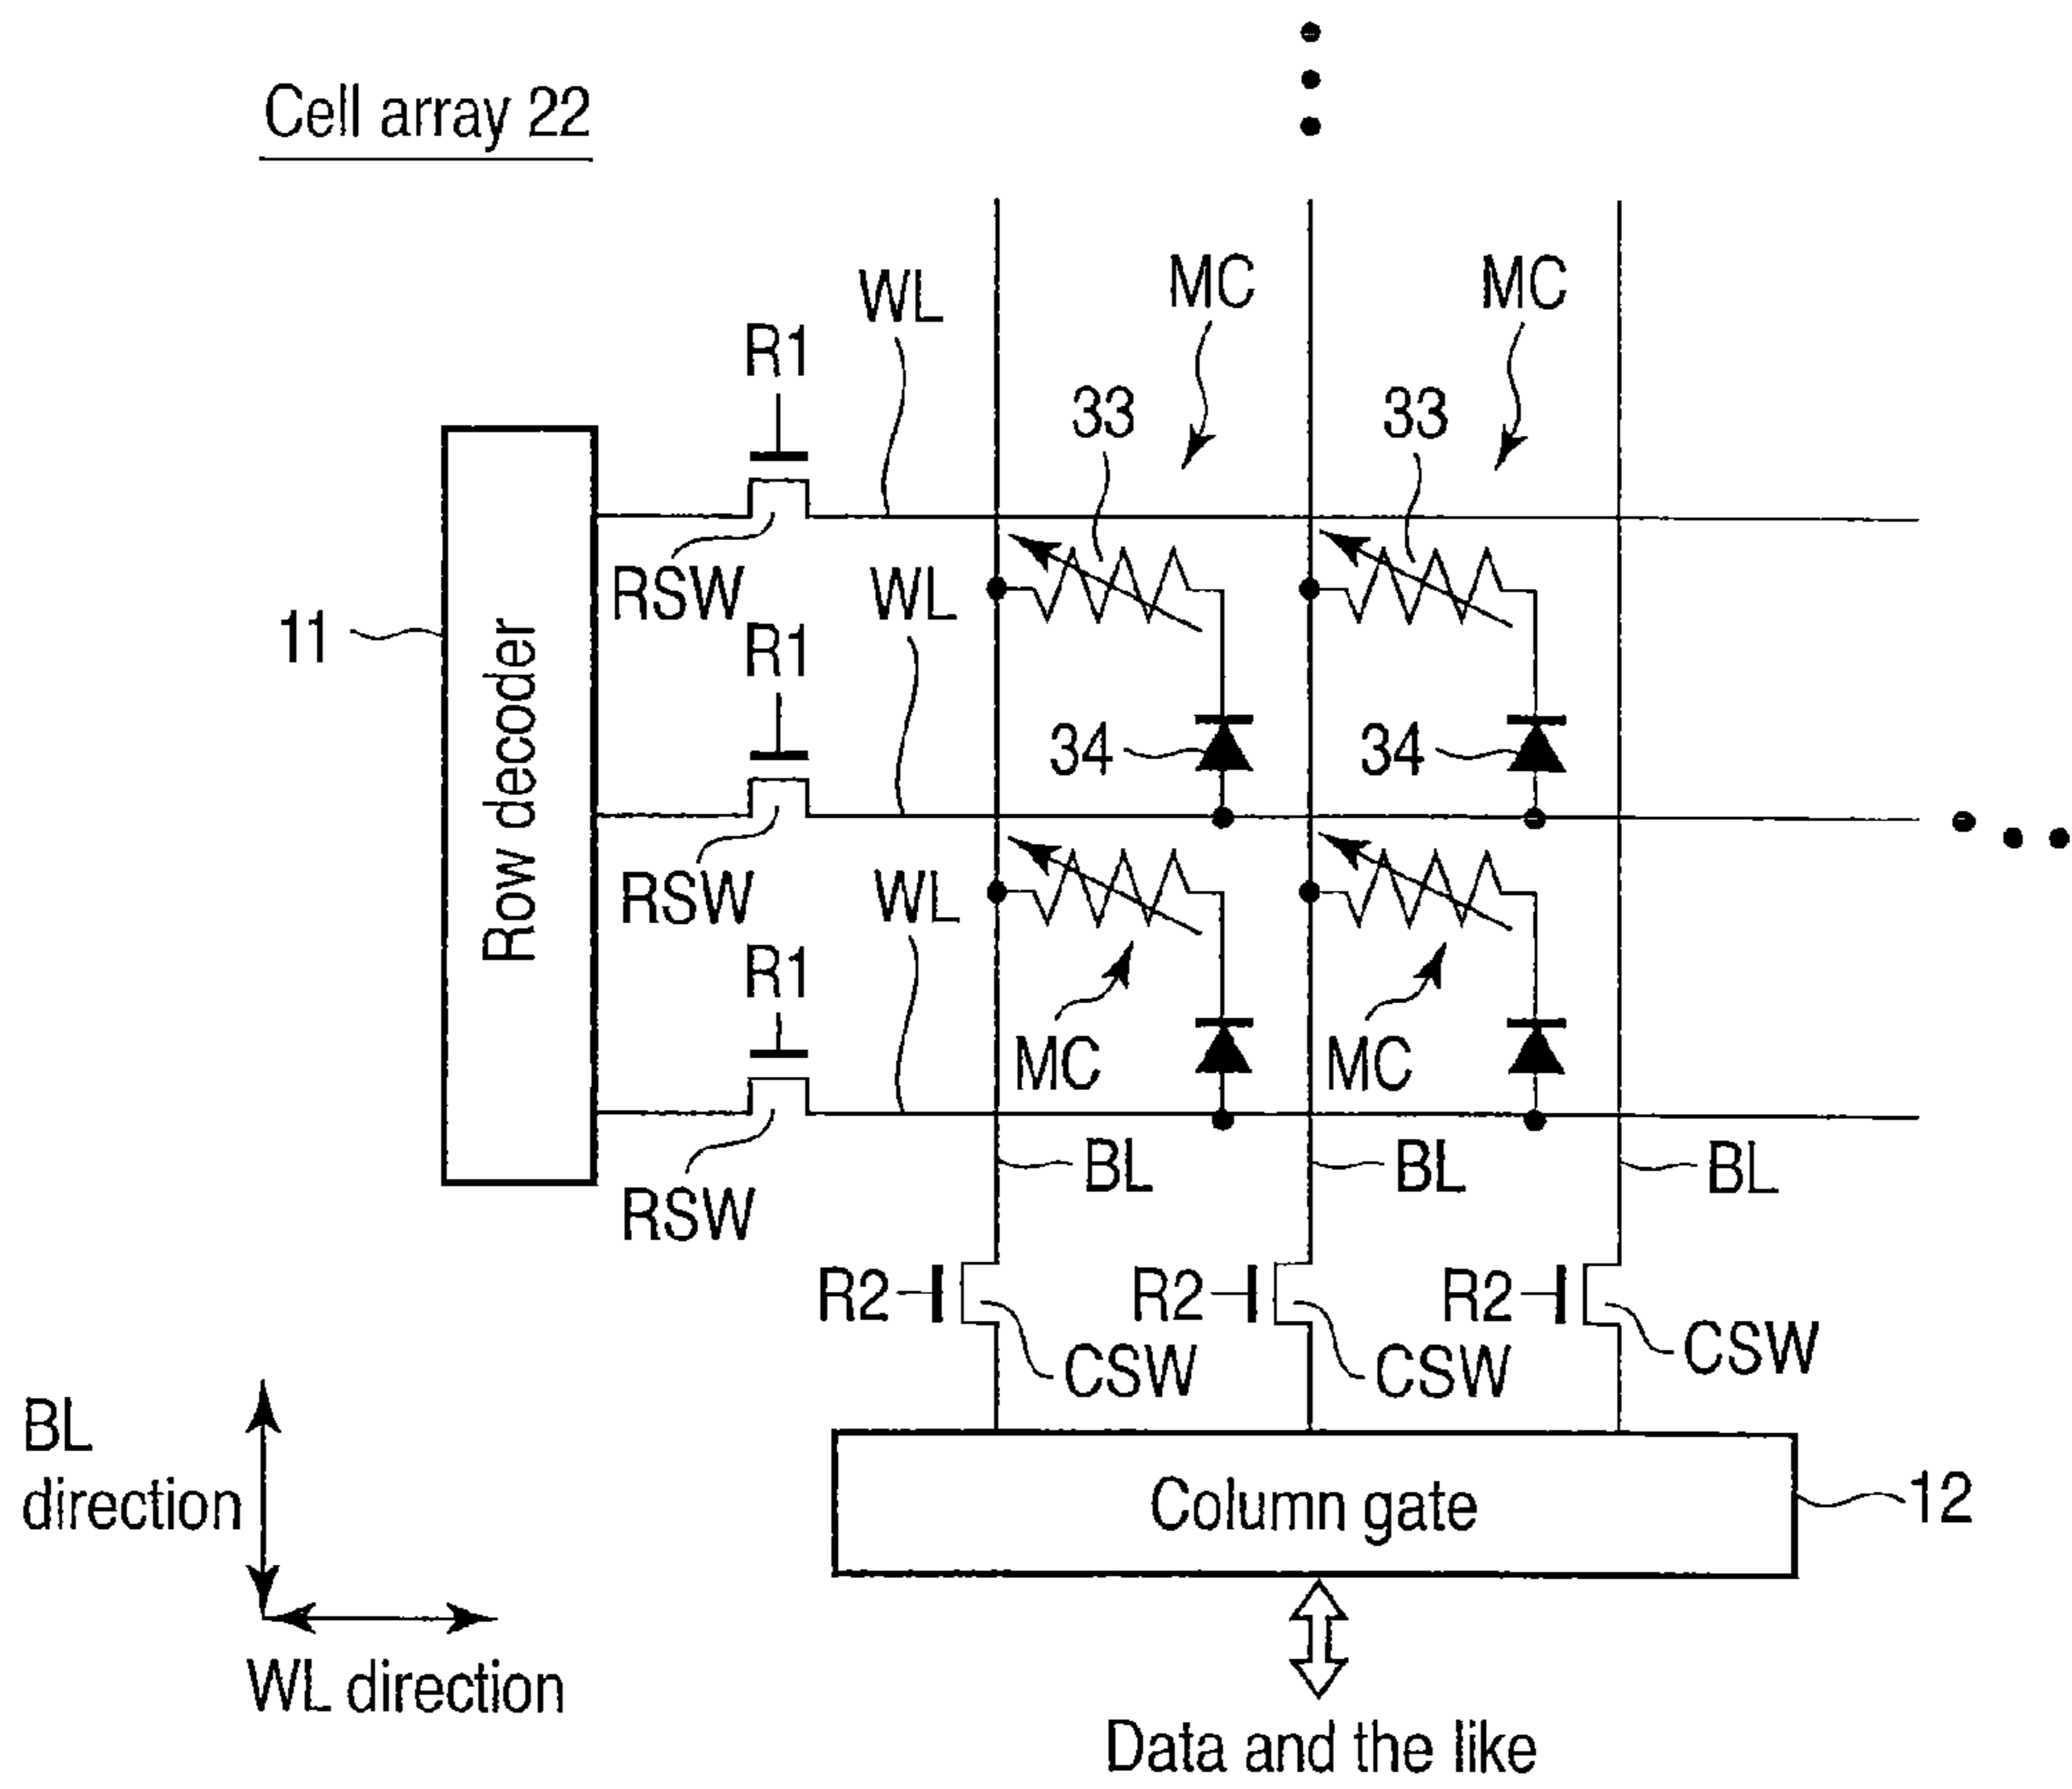 Cell array 22
WL
MC
MC
R1
33
33
RSW
WL
11
R1
Row decoder
34
34
RSW
WL
R1
MC
MC
BL
BL
BL
RSW
R2
R2
R2
CSW
CSW
CSW
BL
direction
Column gate
12
WL direction
Data and the like